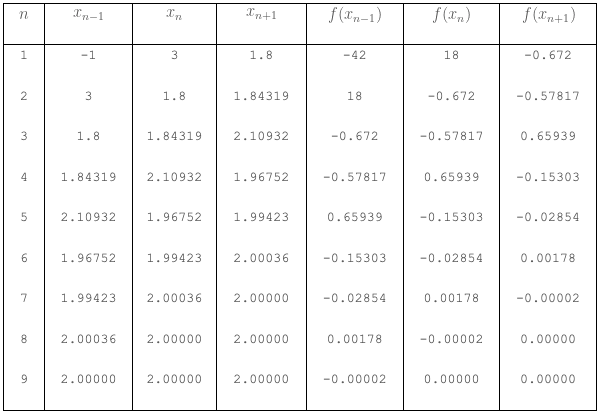 n x_{n-1} x_n x_{n+1} f(x_{n-1}) f(x_n) f(x_{n+1})
1 -1 3 1.8 -42 18 -0.672
2 3 1.8 1.84319 18 -0.672 -0.57817
3 1.8 1.84319 2.10932 -0.672 -0.57817 0.65939
4 1.84319 2.10932 1.96752 -0.57817 0.65939 -0.15303
5 2.10932 1.96752 1.99423 0.65939 -0.15303 -0.02854
6 1.96752 1.99423 2.00036 -0.15303 -0.02854 0.00178
7 1.99423 2.00036 2.00000 -0.02854 0.00178 -0.00002
8 2.00036 2.00000 2.00000 0.00178 -0.00002 0.00000
9 2.00000 2.00000 2.00000 -0.00002 0.00000 0.00000